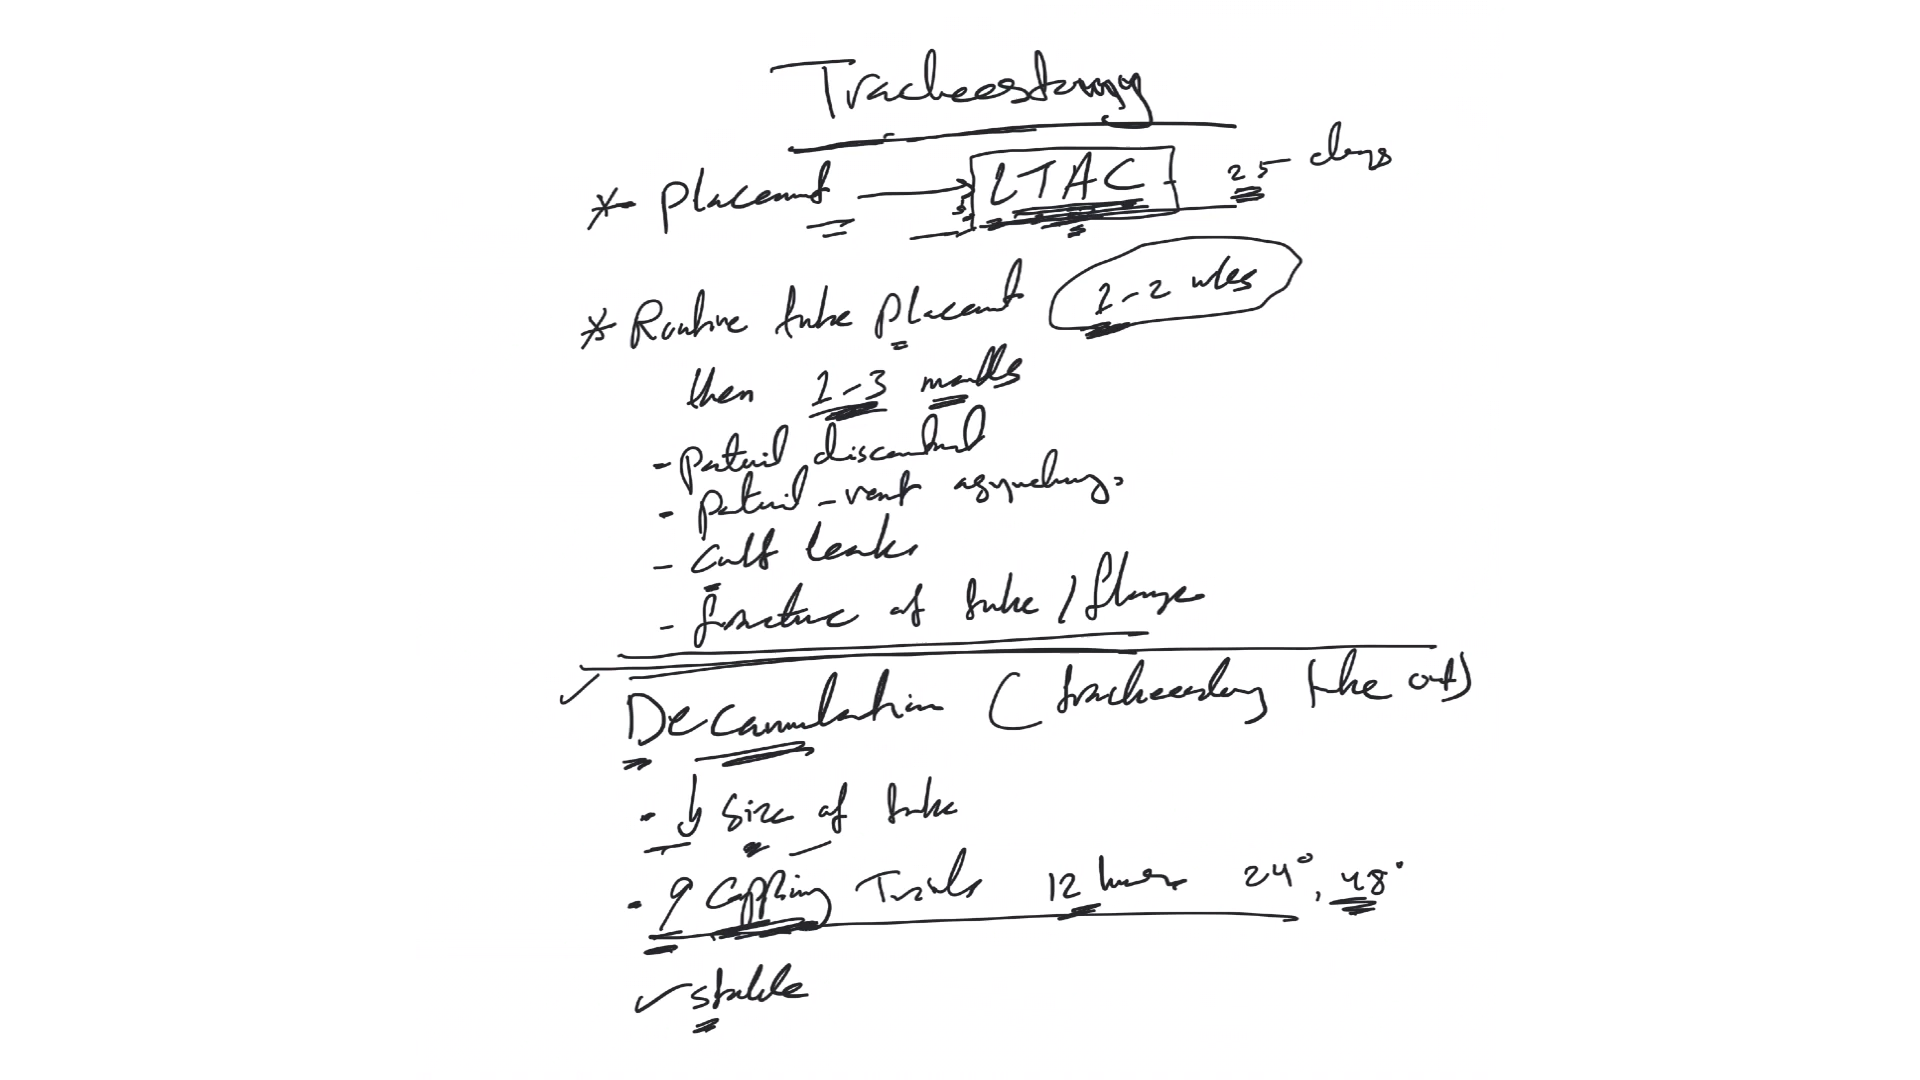 Tracheostomy
* Placement → LTAC 25 days
* Routine tube placement 1-2 wks
then 1-3 months
- patient discomfort
- patient-vent asynchrony.
- Cuff leaks
- fracture of tube / flange
✓ Decannulation (tracheostomy tube out)
- ↓ size of tube
- Capping Trials 12 hours 24°, 48°
✓ stable